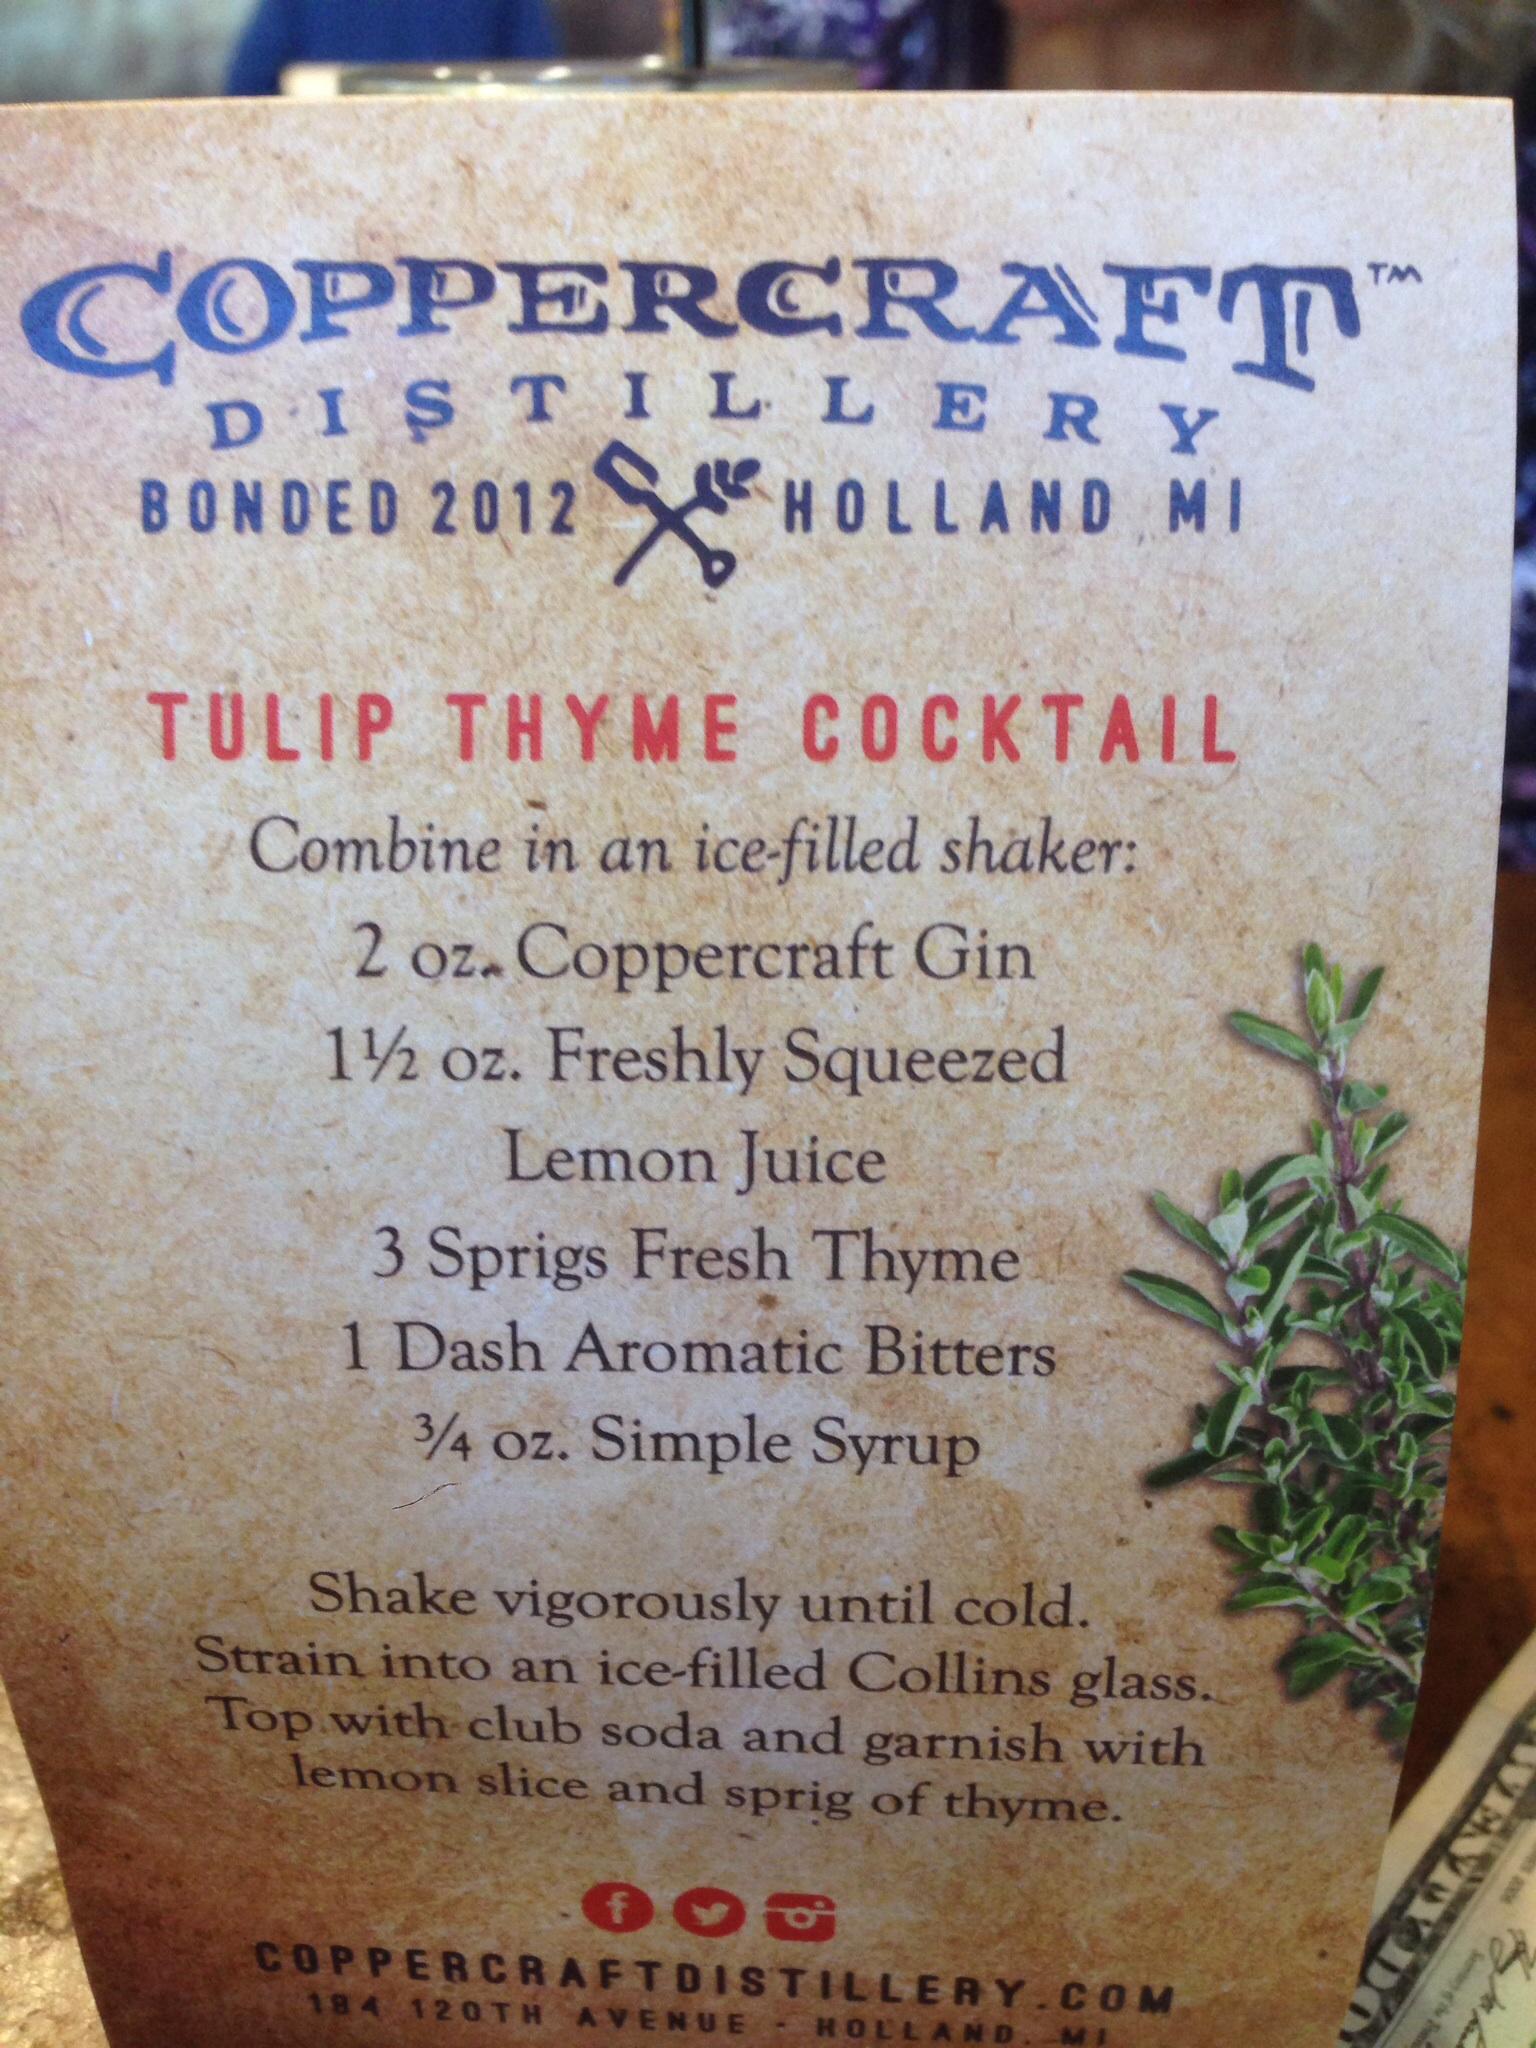 COPPERCRAFT™
DISTILLERY
BONDED 2012 HOLLAND, MI
TULIP THYME COCKTAIL
Combine in an ice-filled shaker:
2 oz. Coppercraft Gin
1½ oz. Freshly Squeezed
Lemon Juice
3 Sprigs Fresh Thyme
1 Dash Aromatic Bitters
¾ oz. Simple Syrup
Shake vigorously until cold.
Strain into an ice-filled Collins glass.
Top with club soda and garnish with
lemon slice and sprig of thyme.
COPPERCRAFTDISTILLERY.COM
184 120TH AVENUE - HOLLAND, MI